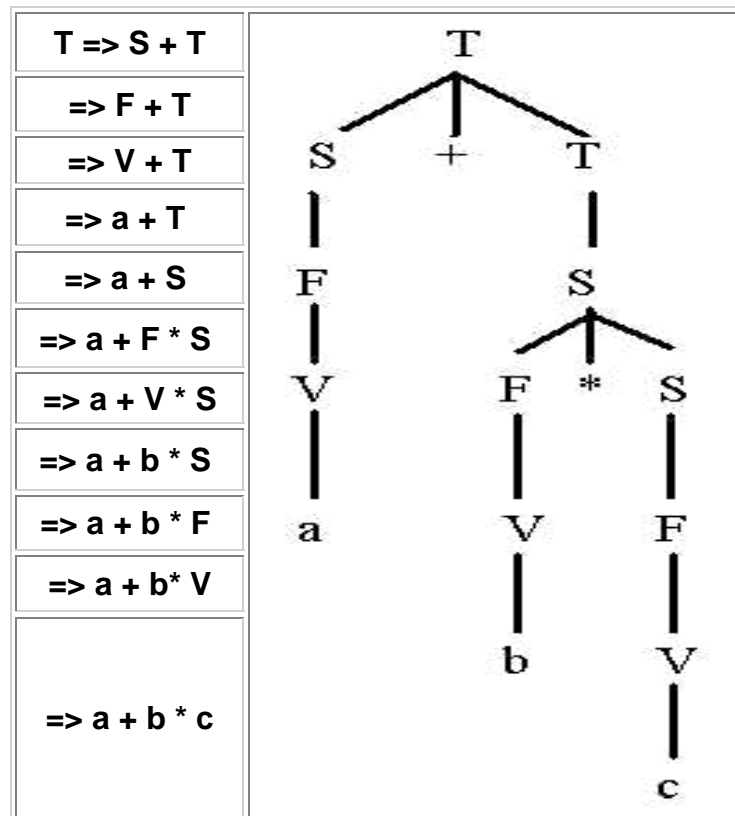 T => S + T
=> F + T
=> V + T
=> a + T
=> a + S
=> a + F * S
=> a + V * S
=> a + b * S
=> a + b * F
=> a + b* V
=> a + b * c
T
S + T
F S
V F * S
a V F
b V
c